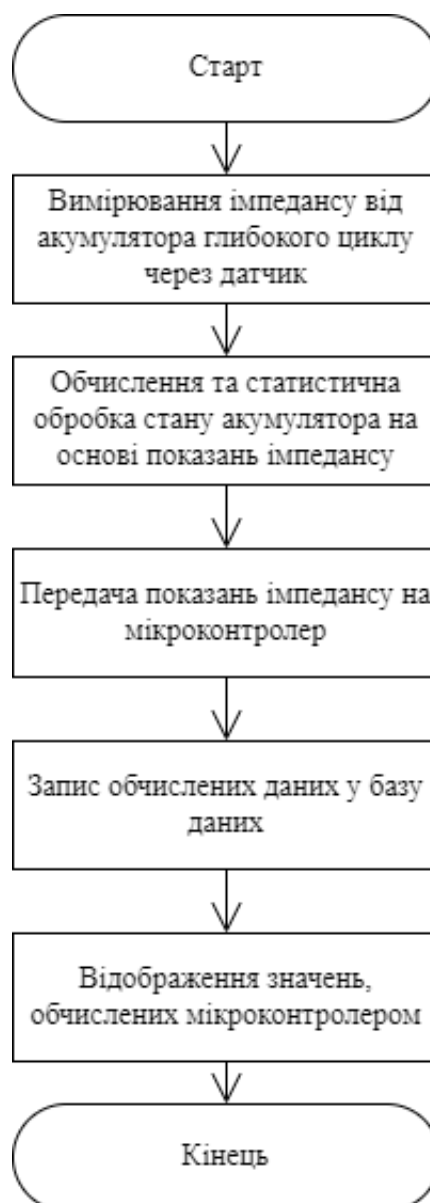 Старт
Вимірювання імпедансу від
акумулятора глибокого циклу
через датчик
Обчислення та статистична
обробка стану акумулятора на
основі показань імпедансу
Передача показань імпедансу на
мікроконтролер
Запис обчислених даних у базу
даних
Відображення значень,
обчислених мікроконтролером
Кінець